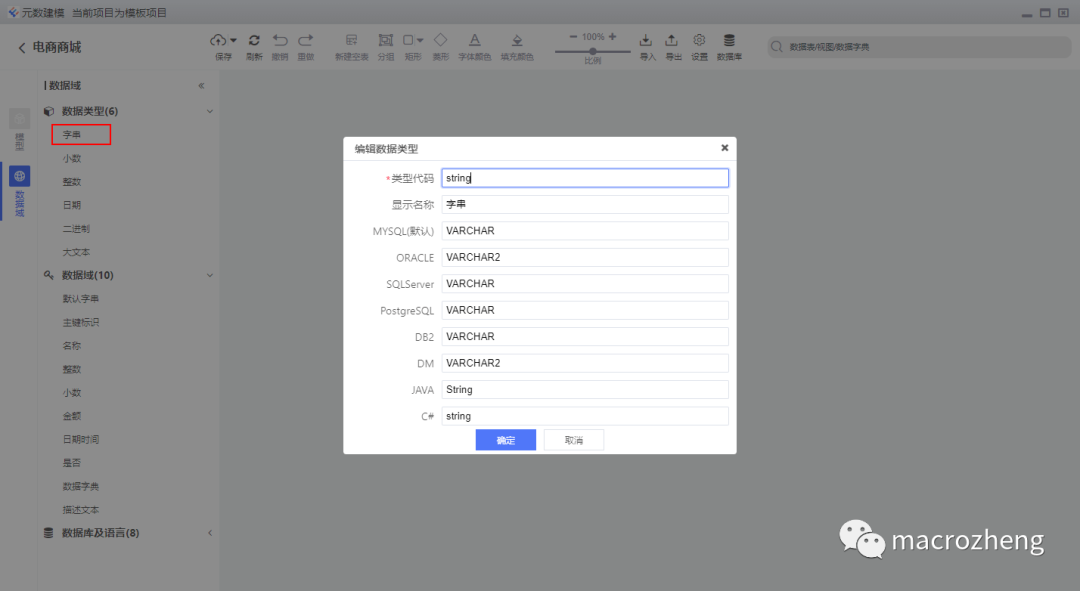 元数建模 当前项目为模板项目
电商商城
保存 刷新 撤销 重做 新建空表 分组 矩形 菱形 字体颜色 填充颜色 100% 比例 导入 导出 设置 数据库
数据表/视图/数据字典
模型
数据域
数据域
数据类型(6)
字串
小数
整数
日期
二进制
大文本
数据域(10)
默认字串
主键标识
名称
整数
小数
金额
日期时间
是否
数据字典
描述文本
数据库及语言(8)
编辑数据类型
*类型代码 string
显示名称 字串
MYSQL(默认) VARCHAR
ORACLE VARCHAR2
SQLServer VARCHAR
PostgreSQL VARCHAR
DB2 VARCHAR
DM VARCHAR2
JAVA String
C# string
确定 取消
macrozheng